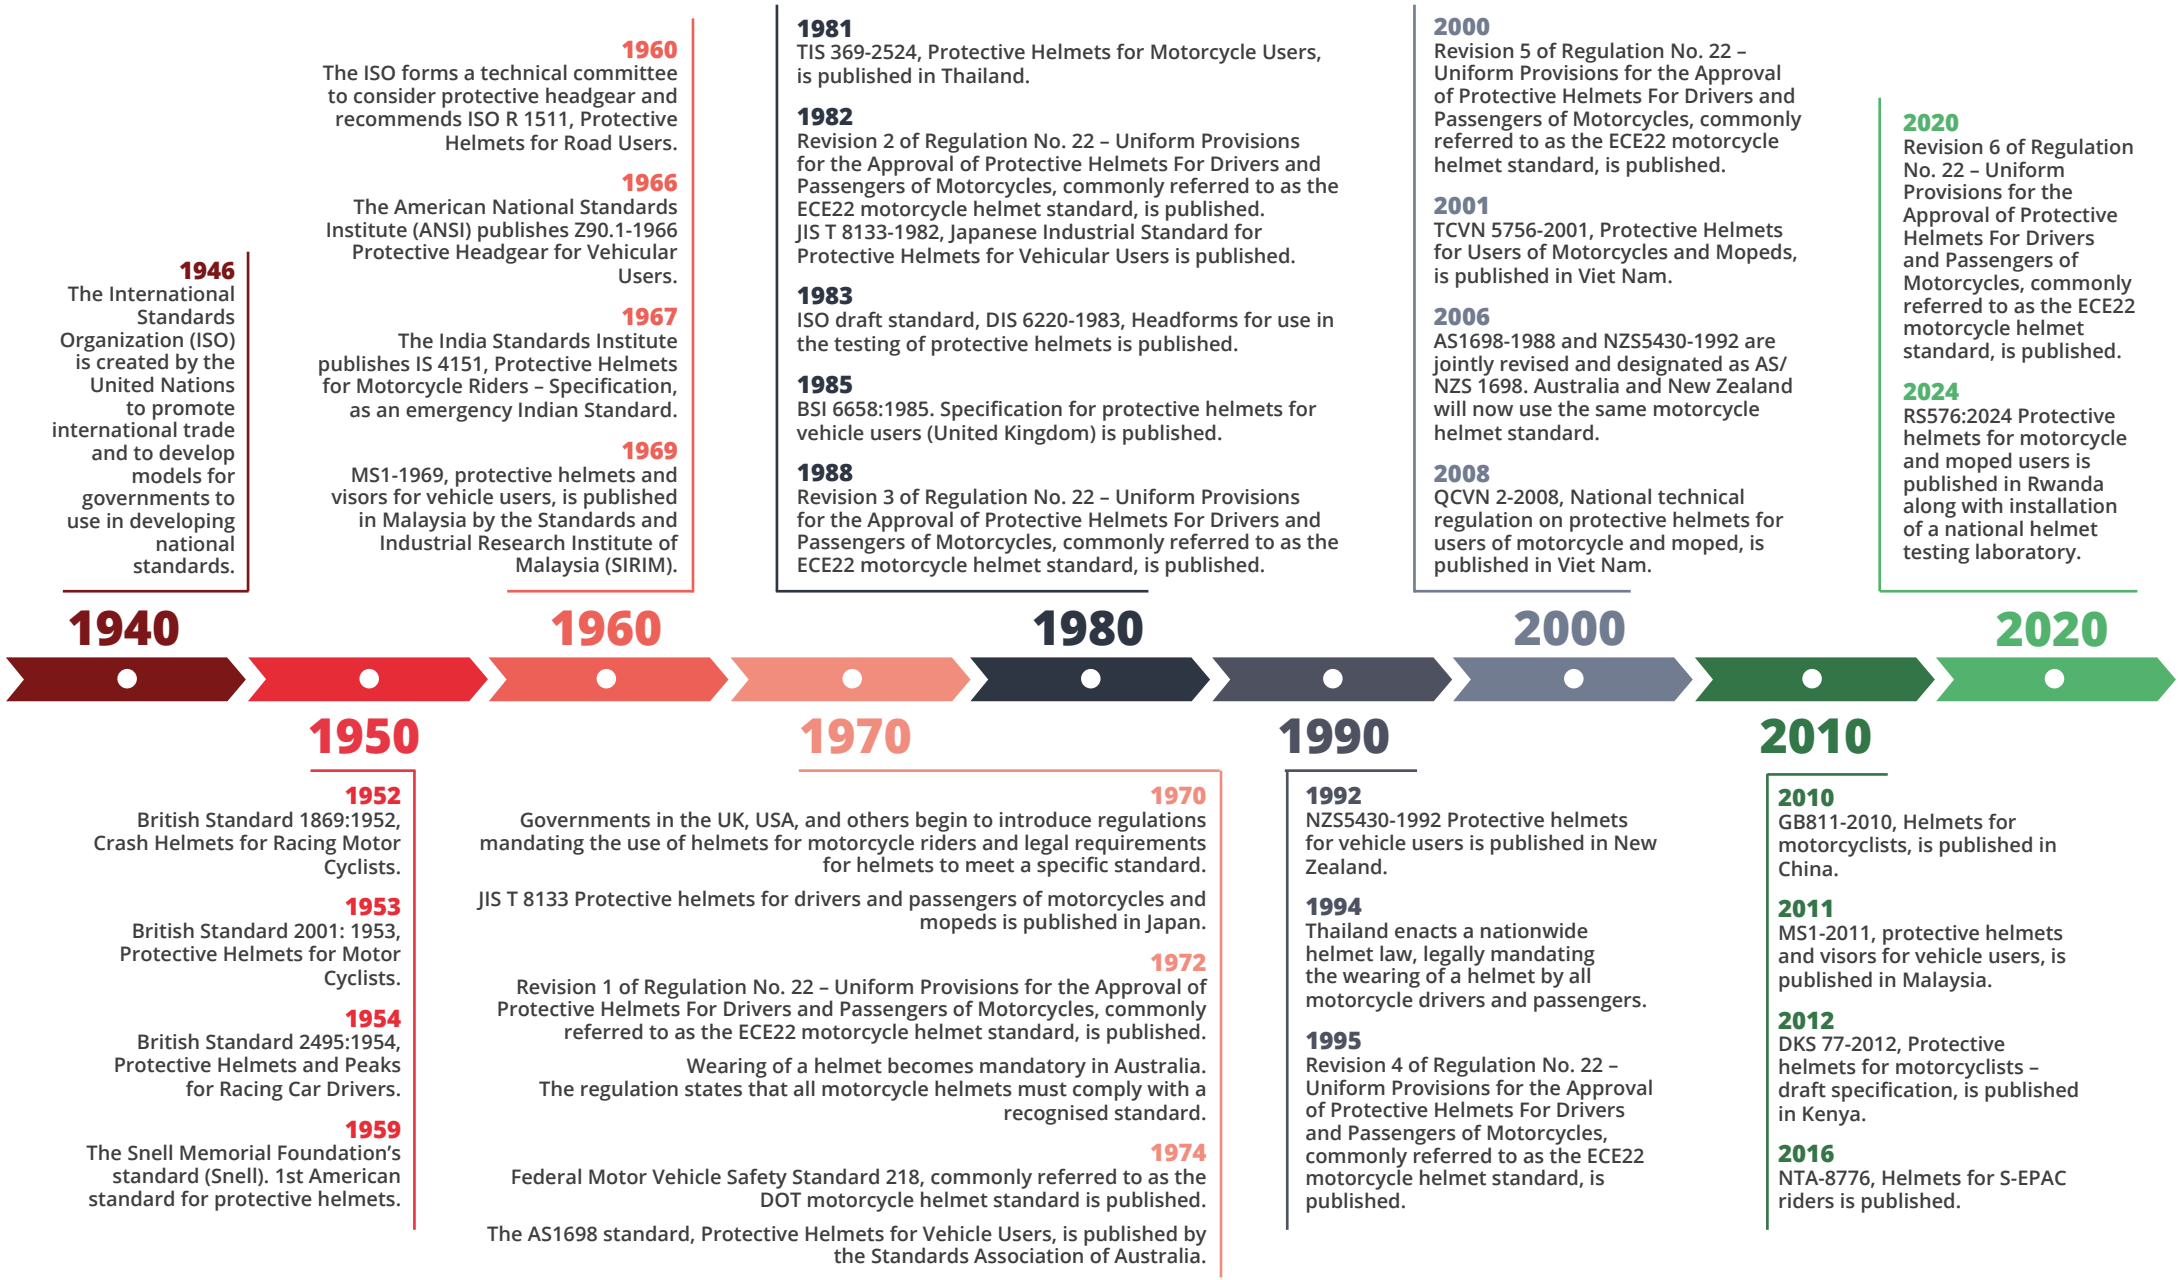 1946
The International
Standards
Organization (ISO)
is created by the
United Nations
to promote
international trade
and to develop
models for
governments to
use in developing
national
standards.
1940
1952
British Standard 1869:1952,
Crash Helmets for Racing Motor
Cyclists.
1953
British Standard 2001: 1953,
Protective Helmets for Motor
Cyclists.
1954
British Standard 2495:1954,
Protective Helmets and Peaks
for Racing Car Drivers.
1959
The Snell Memorial Foundation's
standard (Snell). 1st American
standard for protective helmets.
1950
1960
The ISO forms a technical committee
to consider protective headgear and
recommends ISO R 1511, Protective
Helmets for Road Users.
1966
The American National Standards
Institute (ANSI) publishes Z90.1-1966
Protective Headgear for Vehicular
Users.
1967
The India Standards Institute
publishes IS 4151, Protective Helmets
for Motorcycle Riders – Specification,
as an emergency Indian Standard.
1969
MS1-1969, protective helmets and
visors for vehicle users, is published
in Malaysia by the Standards and
Industrial Research Institute of
Malaysia (SIRIM).
1960
1970
1970
Governments in the UK, USA, and others begin to introduce regulations
mandating the use of helmets for motorcycle riders and legal requirements
for helmets to meet a specific standard.
JIS T 8133 Protective helmets for drivers and passengers of motorcycles and
mopeds is published in Japan.
1972
Revision 1 of Regulation No. 22 – Uniform Provisions for the Approval of
Protective Helmets For Drivers and Passengers of Motorcycles, commonly
referred to as the ECE22 motorcycle helmet standard, is published.
Wearing of a helmet becomes mandatory in Australia.
The regulation states that all motorcycle helmets must comply with a
recognised standard.
1974
Federal Motor Vehicle Safety Standard 218, commonly referred to as the
DOT motorcycle helmet standard is published.
The AS1698 standard, Protective Helmets for Vehicle Users, is published by
the Standards Association of Australia.
1981
TIS 369-2524, Protective Helmets for Motorcycle Users,
is published in Thailand.
1982
Revision 2 of Regulation No. 22 – Uniform Provisions
for the Approval of Protective Helmets For Drivers and
Passengers of Motorcycles, commonly referred to as the
ECE22 motorcycle helmet standard, is published.
JIS T 8133-1982, Japanese Industrial Standard for
Protective Helmets for Vehicular Users is published.
1983
ISO draft standard, DIS 6220-1983, Headforms for use in
the testing of protective helmets is published.
1985
BSI 6658:1985. Specification for protective helmets for
vehicle users (United Kingdom) is published.
1988
Revision 3 of Regulation No. 22 – Uniform Provisions
for the Approval of Protective Helmets For Drivers and
Passengers of Motorcycles, commonly referred to as the
ECE22 motorcycle helmet standard, is published.
1980
1990
1992
NZS5430-1992 Protective helmets
for vehicle users is published in New
Zealand.
1994
Thailand enacts a nationwide
helmet law, legally mandating
the wearing of a helmet by all
motorcycle drivers and passengers.
1995
Revision 4 of Regulation No. 22 –
Uniform Provisions for the Approval
of Protective Helmets For Drivers
and Passengers of Motorcycles,
commonly referred to as the ECE22
motorcycle helmet standard, is
published.
2000
Revision 5 of Regulation No. 22 –
Uniform Provisions for the Approval
of Protective Helmets For Drivers and
Passengers of Motorcycles, commonly
referred to as the ECE22 motorcycle
helmet standard, is published.
2001
TCVN 5756-2001, Protective Helmets
for Users of Motorcycles and Mopeds,
is published in Viet Nam.
2006
AS1698-1988 and NZS5430-1992 are
jointly revised and designated as AS/
NZS 1698. Australia and New Zealand
will now use the same motorcycle
helmet standard.
2008
QCVN 2-2008, National technical
regulation on protective helmets for
users of motorcycle and moped, is
published in Viet Nam.
2000
2010
2010
GB811-2010, Helmets for
motorcyclists, is published in
China.
2011
MS1-2011, protective helmets
and visors for vehicle users, is
published in Malaysia.
2012
DKS 77-2012, Protective
helmets for motorcyclists –
draft specification, is published
in Kenya.
2016
NTA-8776, Helmets for S-EPAC
riders is published.
2020
Revision 6 of Regulation
No. 22 – Uniform
Provisions for the
Approval of Protective
Helmets For Drivers
and Passengers of
Motorcycles, commonly
referred to as the ECE22
motorcycle helmet
standard, is published.
2024
RS576:2024 Protective
helmets for motorcycle
and moped users is
published in Rwanda
along with installation
of a national helmet
testing laboratory.
2020